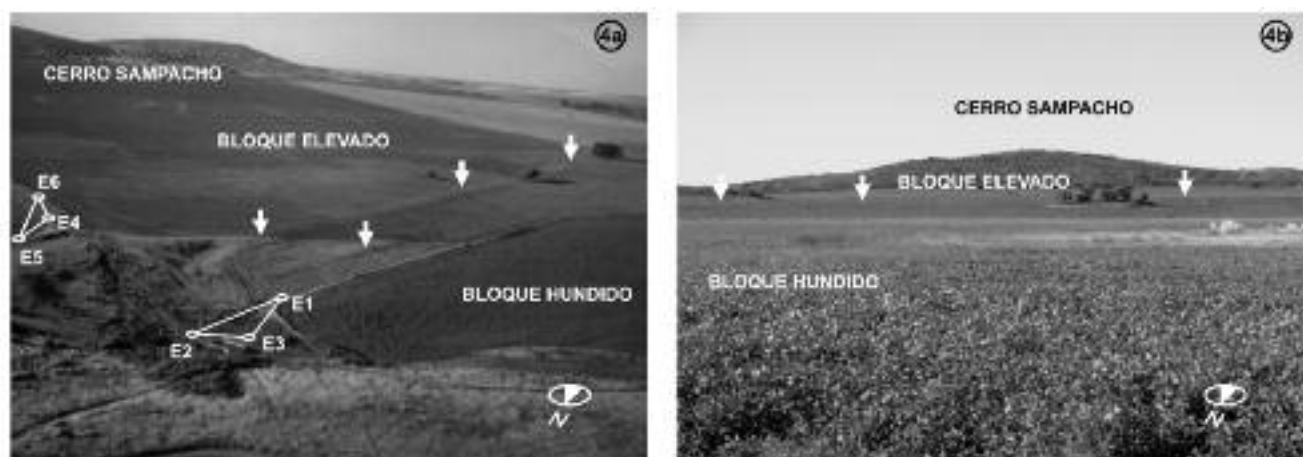 4a
CERRO SAMPACHO
BLOQUE ELEVADO
E6
E4
E5
BLOQUE HUNDIDO
E1
E2
E3
N
4b
CERRO SAMPACHO
BLOQUE ELEVADO
BLOQUE HUNDIDO
N